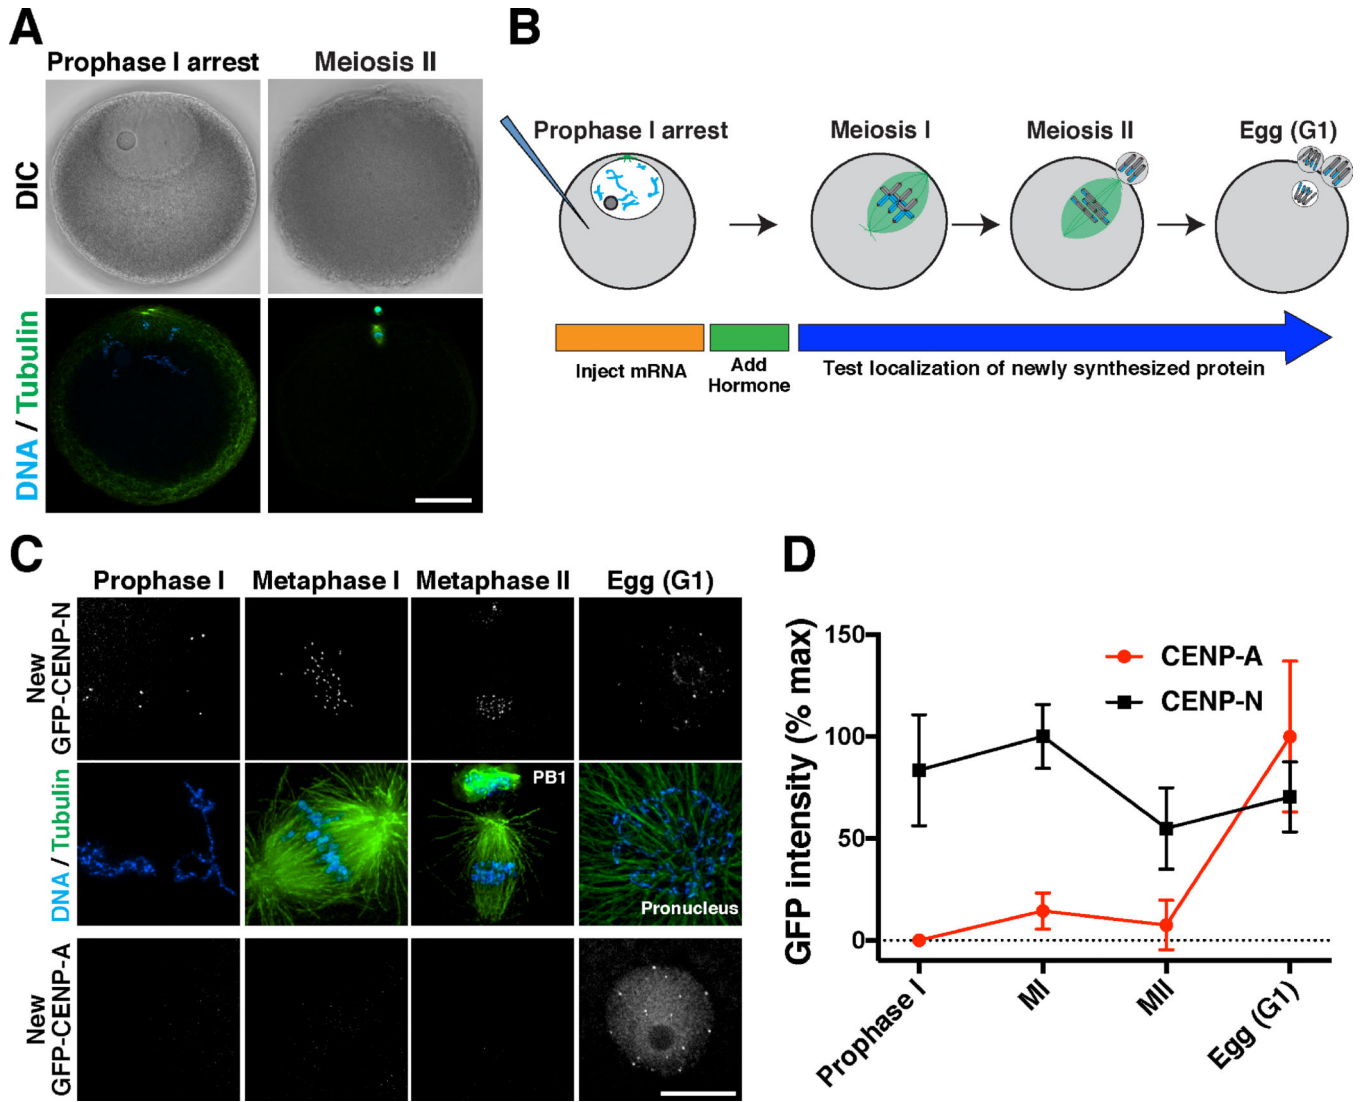 A
Prophase I arrest
Meiosis II
DIC
DNA / Tubulin
B
Prophase I arrest
Meiosis I
Meiosis II
Egg (G1)
Inject mRNA
Add
Hormone
Test localization of newly synthesized protein
C
Prophase I
Metaphase I
Metaphase II
Egg (G1)
New
GFP-CENP-N
DNA / Tubulin
PB1
Pronucleus
New
GFP-CENP-A
D
GFP intensity (% max)
150
100
50
0
CENP-A
CENP-N
Prophase I
MI
MII
Egg (G1)